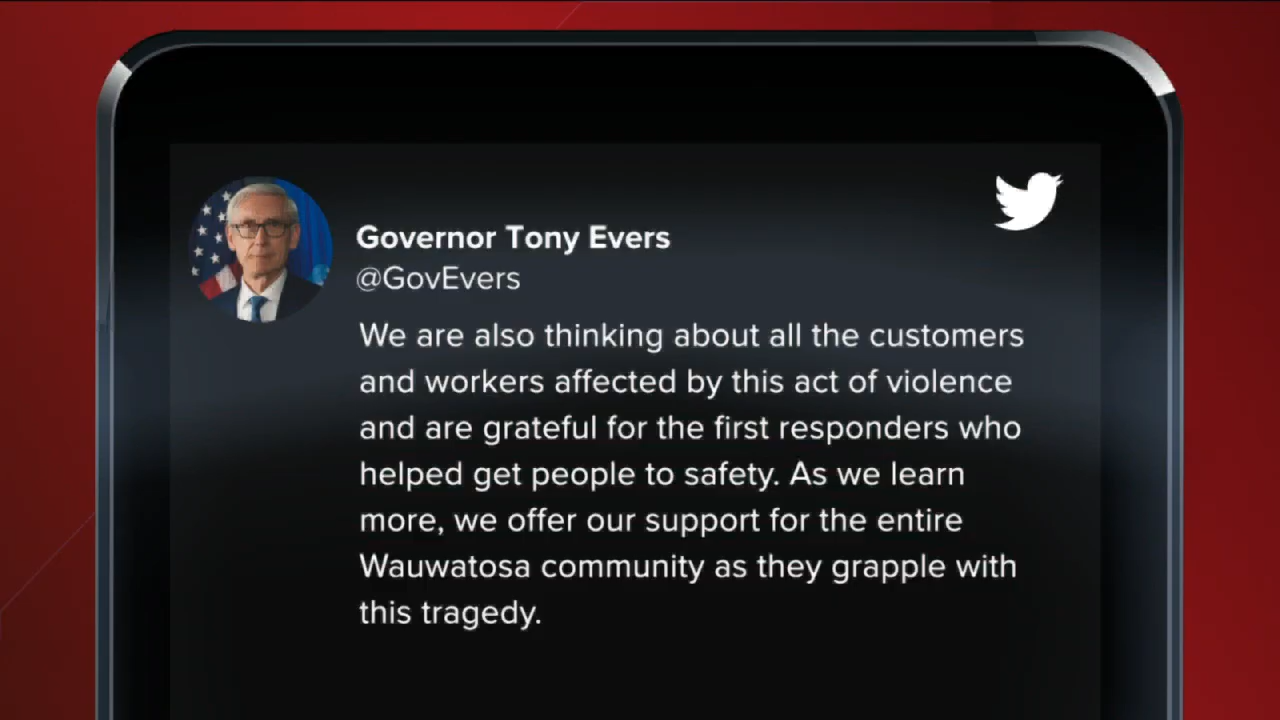 Governor Tony Evers
@GovEvers
We are also thinking about all the customers
and workers affected by this act of violence
and are grateful for the first responders who
helped get people to safety. As we learn
more, we offer our support for the entire
Wauwatosa community as they grapple with
this tragedy.